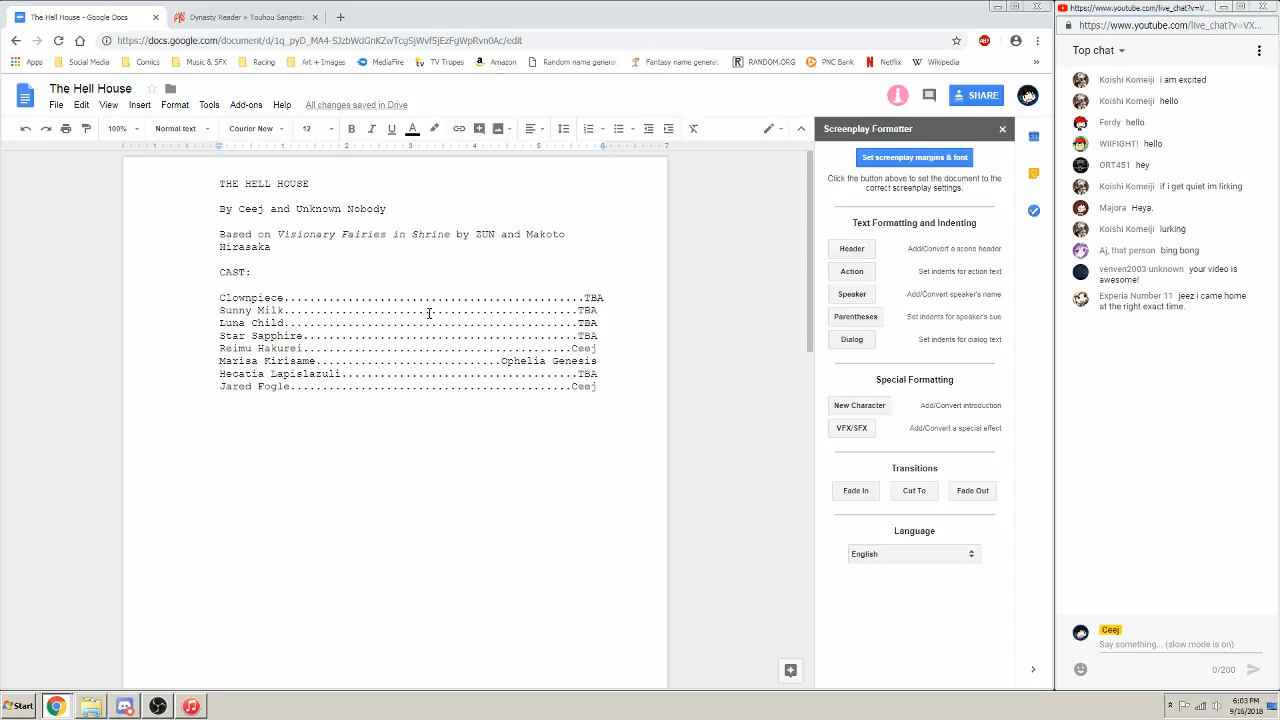 The Hell House - Google Docs
Dynasty Reader » Touhou Sangets
https://www.youtube.com/live_chat?v=V...
https://docs.google.com/document/d/1q_pyD_MA4-SJzbWdGnKZwTcgSjWvfSjEzFgWpRvn0Ac/edit
https://www.youtube.com/live_chat?v=VX...
Apps
Social Media
Comics
Music & SFX
Racing
Art + Images
MediaFire
TV Tropes
Amazon
Random name genera
Fantasy name general
RANDOM.ORG
PNC Bank
Netflix
Wikipedia
Top chat
The Hell House
File Edit View Insert Format Tools Add-ons Help All changes saved in Drive
SHARE
100% Normal text Courier New 12
THE HELL HOUSE
By Ceej and Unknown Nobody
Based on Visionary Fairies in Shrine by ZUN and Makoto
Hirasaka
CAST:
Clownpiece...............................................TBA
Sunny Milk..............................................TBA
Luna Child..............................................TBA
Star Sapphire...........................................TBA
Reimu Hakurei..........................................Ceej
Marisa Kirisame.............................Ophelia Genesis
Hecatia Lapislazuli.....................................TBA
Jared Fogle............................................Ceej
Screenplay Formatter
Set screenplay margins & font
Click the button above to set the document to the
correct screenplay settings.
Text Formatting and Indenting
Header Add/Convert a scene header
Action Set indents for action text
Speaker Add/Convert speaker's name
Parentheses Set indents for speaker's cue
Dialog Set indents for dialog text
Special Formatting
New Character Add/Convert introduction
VFX/SFX Add/Convert a special effect
Transitions
Fade In Cut To Fade Out
Language
English
Koishi Komeiji i am excited
Koishi Komeiji hello
Ferdy hello
WIIFIGHT! hello
ORT451 hey
Koishi Komeiji if i get quiet im lirking
Majora Heya.
Koishi Komeiji lurking
Aj, that person bing bong
venven2003 unknown your video is
awesome!
Experia Number 11 jeez i came home
at the right exact time.
Ceej
Say something... (slow mode is on)
0/200
Start
6:03 PM
9/16/2018